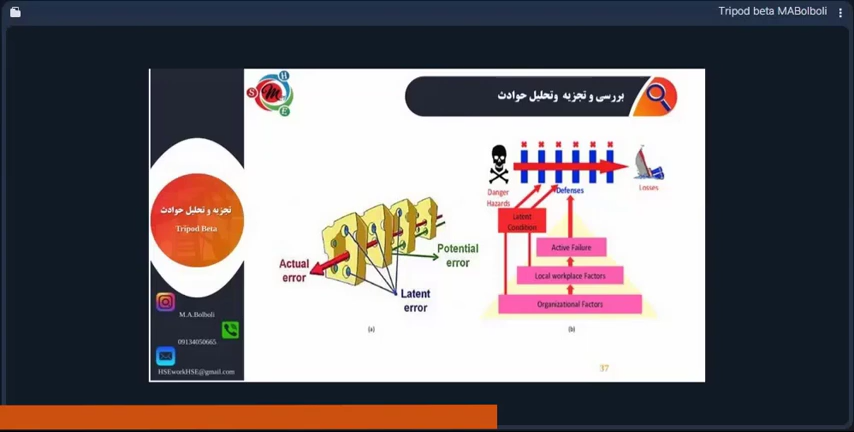 Tripod beta MABolboli
S
H
E
بررسی و تجزیه وتحلیل حوادث
تجزیه و تحلیل حوادث
Tripod Beta
M.A.Bolboli
09134050665
HSEworkHSE@gmail.com
Actual
error
Potential
error
Latent
error
(a)
Danger
Hazards
Defenses
Losses
Latent
Condition
Active Failure
Local workplace Factors
Organizational Factors
(b)
37